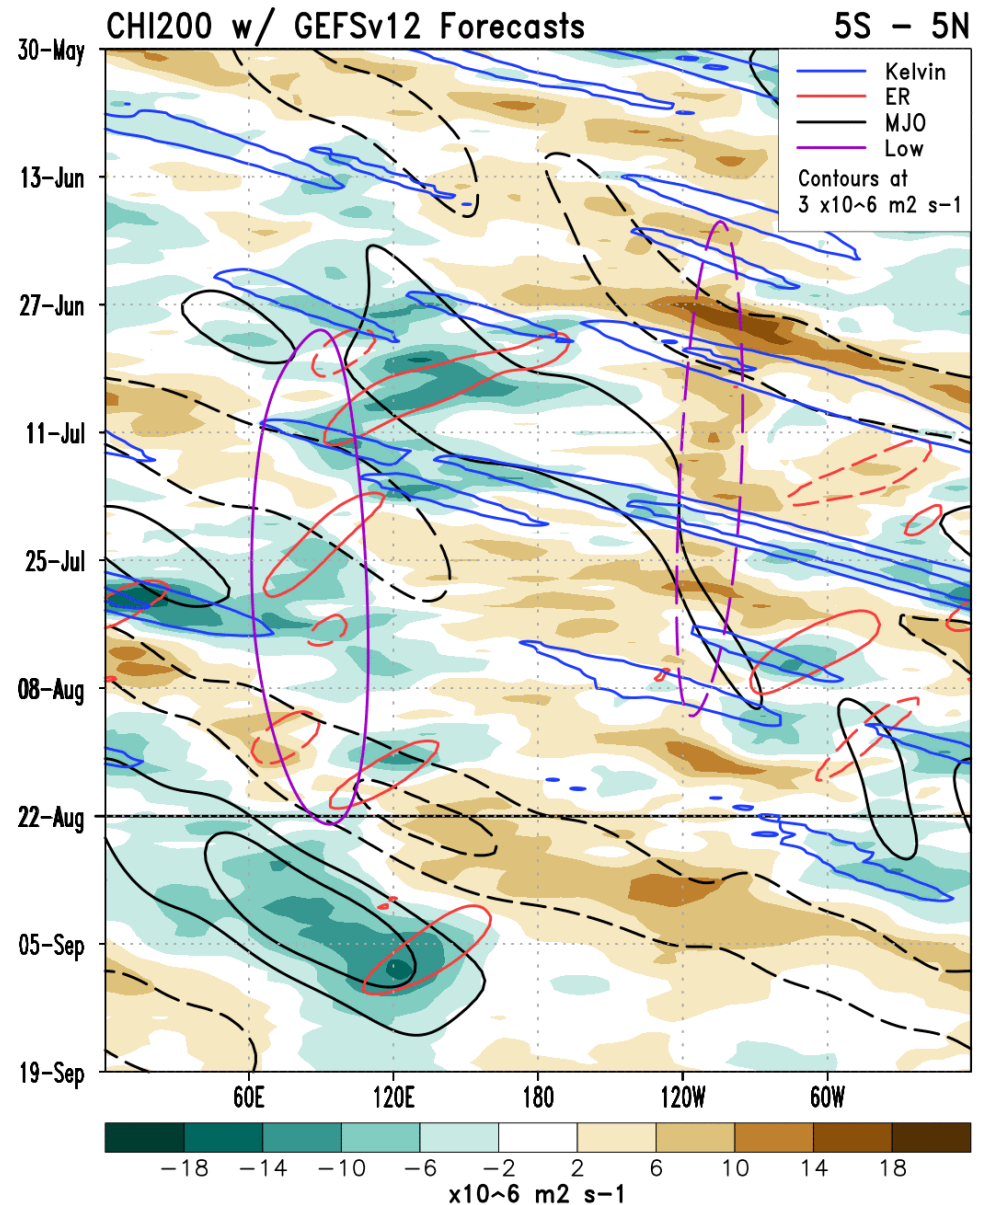 CHI200 w/ GEFSv12 Forecasts 5S − 5N
30−May
Kelvin
ER
MJO
Low
Contours at
3 x10^6 m2 s−1
13−Jun
27−Jun
11−Jul
25−Jul
08−Aug
22−Aug
05−Sep
19−Sep
60E 120E 180 120W 60W
−18 −14 −10 −6 −2 2 6 10 14 18
x10^6 m2 s−1